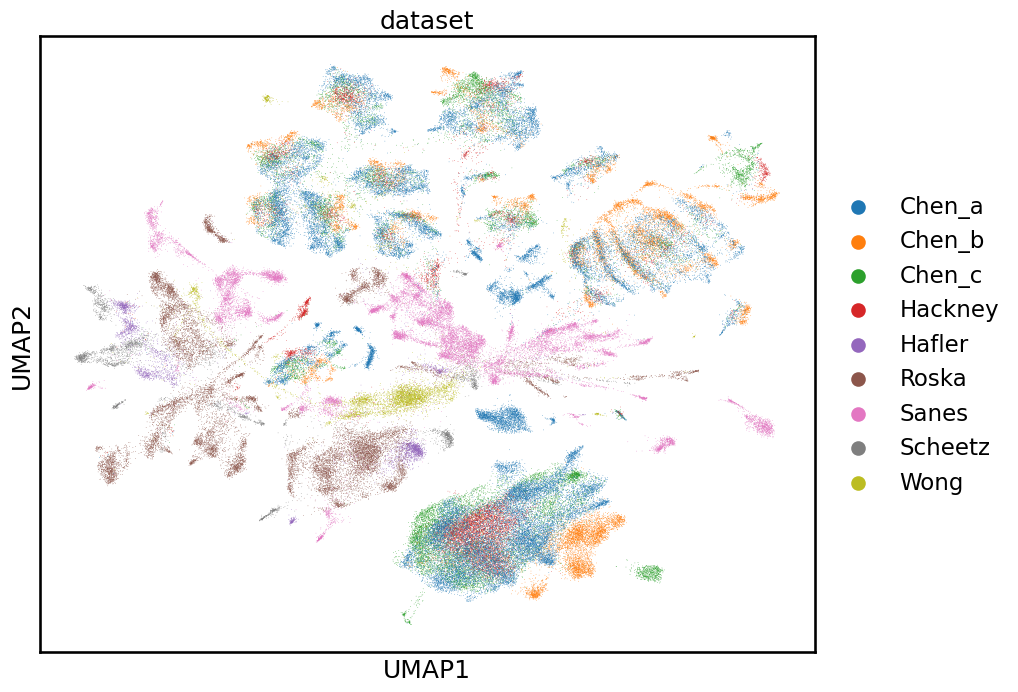 dataset
UMAP2
UMAP1
Chen_a
Chen_b
Chen_c
Hackney
Hafler
Roska
Sanes
Scheetz
Wong